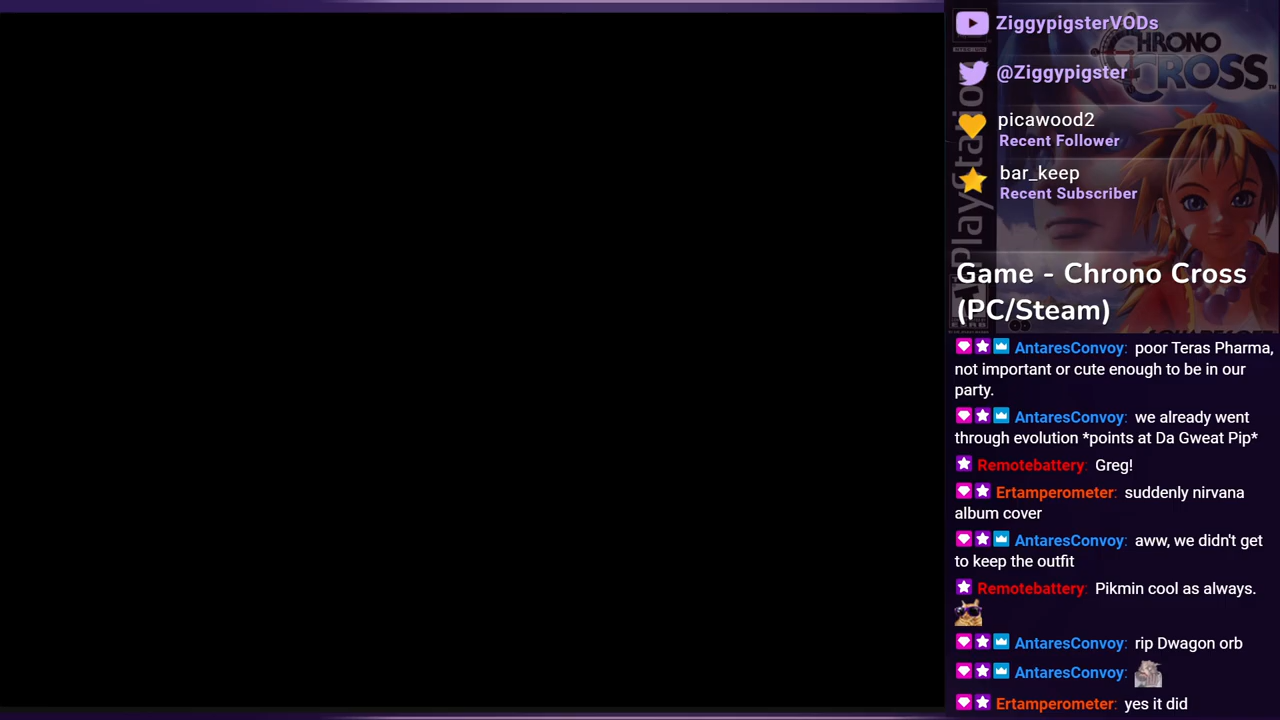 ZiggypigsterVODs
CHRONO
CROSS
@Ziggypigster
PlayStation
picawood2
Recent Follower
bar_keep
Recent Subscriber
Game - Chrono Cross
(PC/Steam)
AntaresConvoy: poor Teras Pharma,
not important or cute enough to be in our
party.
AntaresConvoy: we already went
through evolution *points at Da Gweat Pip*
Remotebattery: Greg!
Ertamperometer: suddenly nirvana
album cover
AntaresConvoy: aww, we didn't get
to keep the outfit
Remotebattery: Pikmin cool as always.
AntaresConvoy: rip Dwagon orb
AntaresConvoy:
Ertamperometer: yes it did